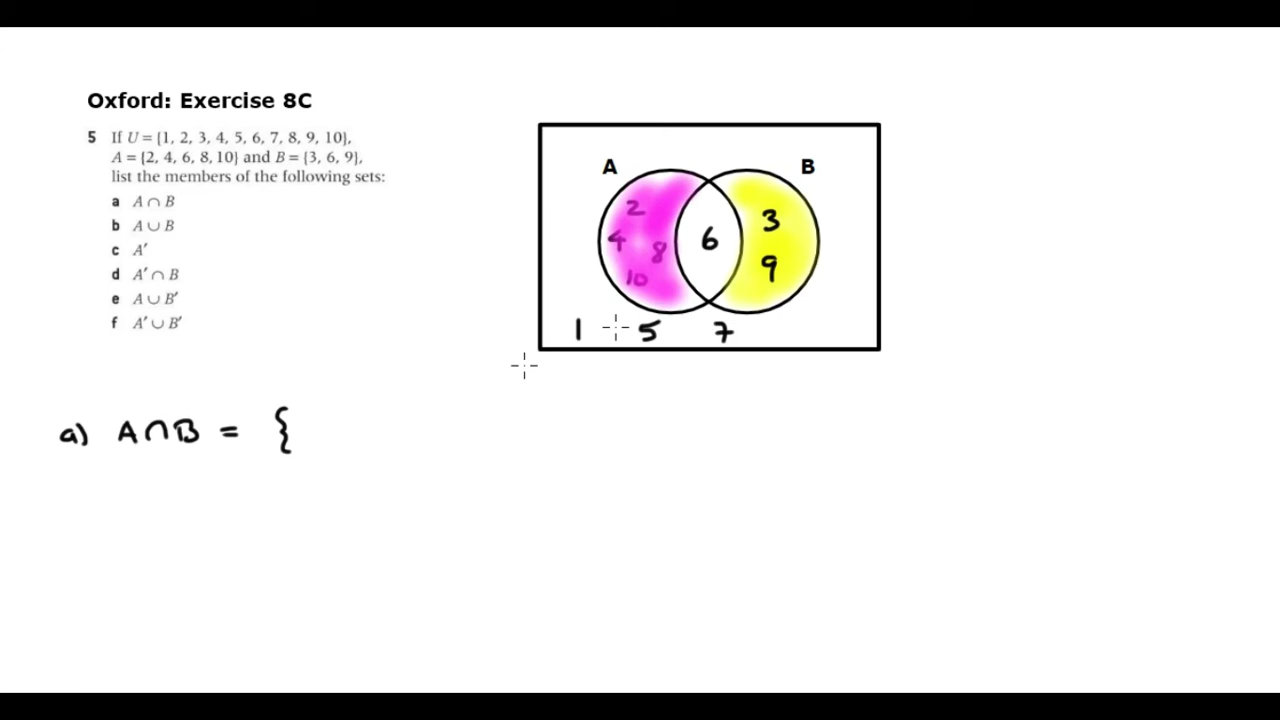 Oxford: Exercise 8C
5 If U = {1, 2, 3, 4, 5, 6, 7, 8, 9, 10},
A = {2, 4, 6, 8, 10} and B = {3, 6, 9},
list the members of the following sets:
a A ∩ B
b A ∪ B
c A′
d A′ ∩ B
e A ∪ B′
f A′ ∪ B′
A B
2
4 8
10
6
3
9
1 5 7
a) A∩B = {